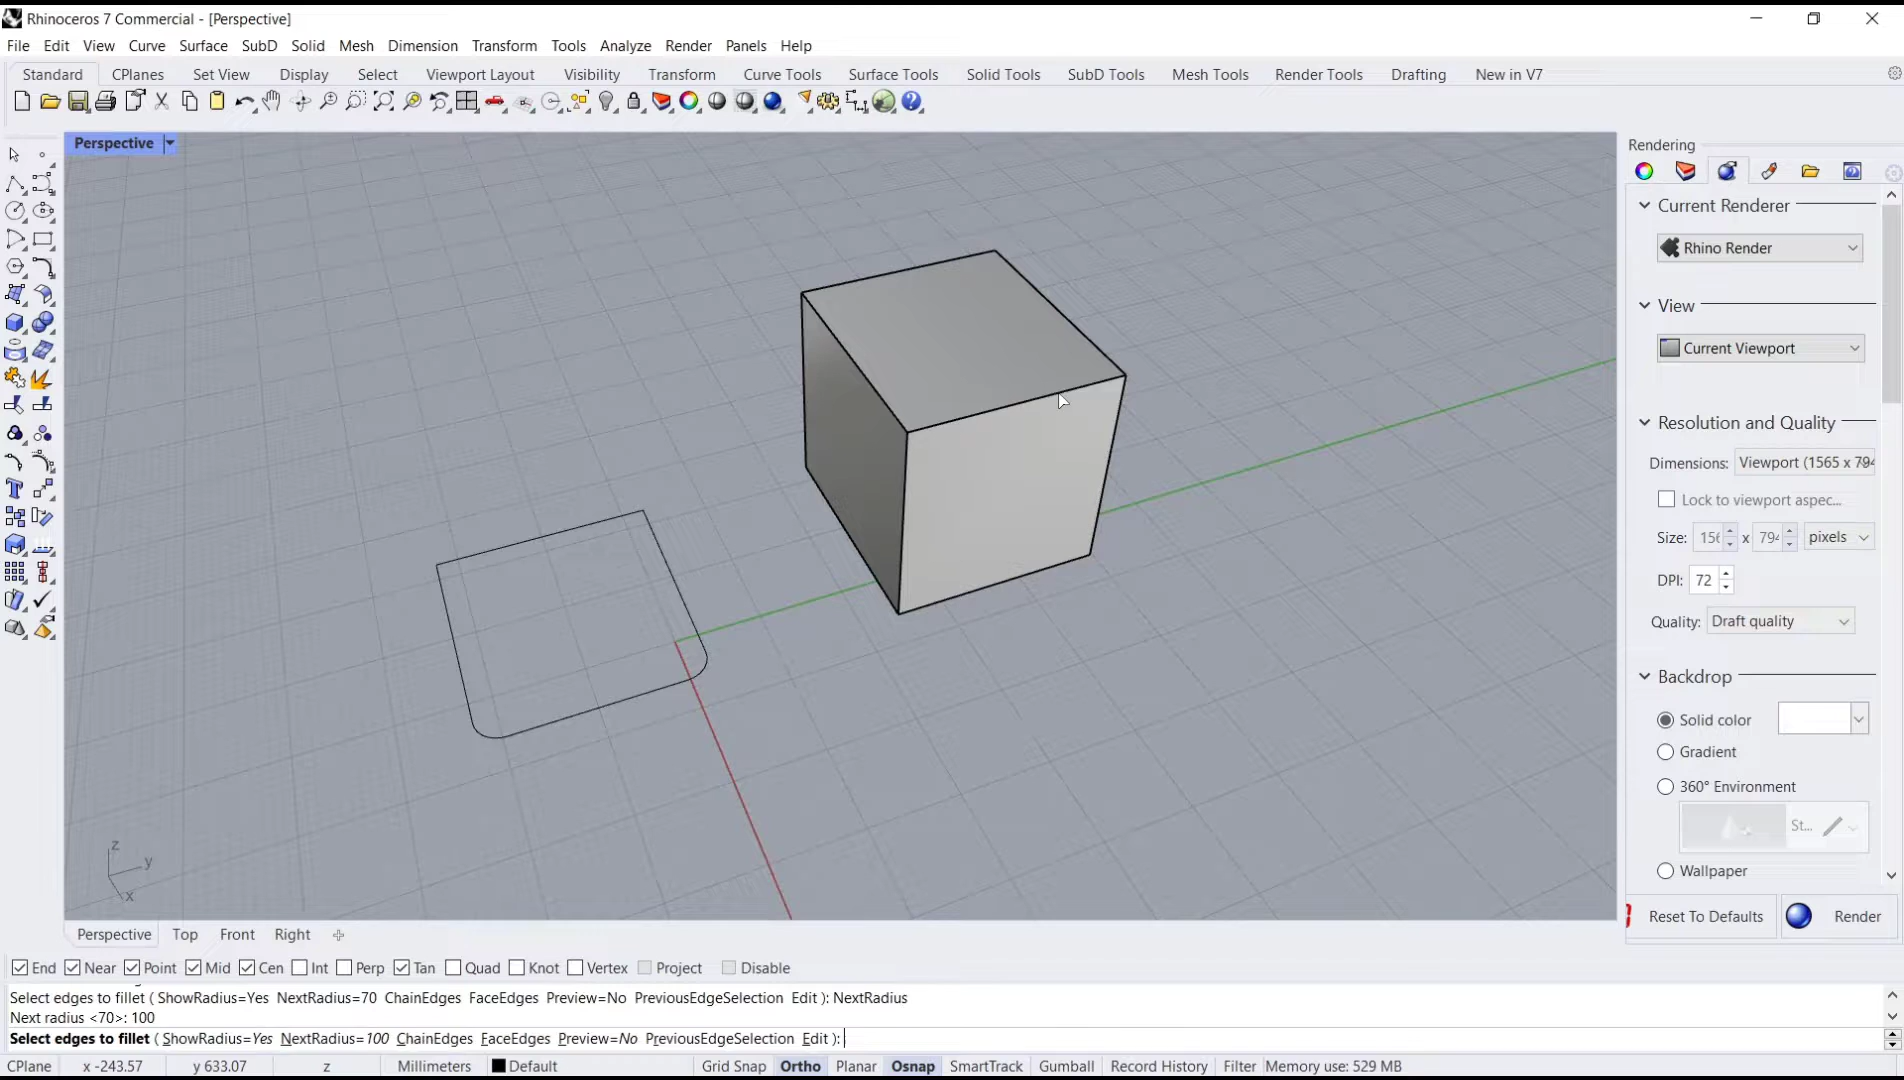 Rhinoceros 7 Commercial - [Perspective]
File Edit View Curve Surface SubD Solid Mesh Dimension Transform Tools Analyze Render Panels Help
Standard CPlanes Set View Display Select Viewport Layout Visibility Transform Curve Tools Surface Tools Solid Tools SubD Tools Mesh Tools Render Tools Drafting New in V7
Perspective
Rendering
Current Renderer
Rhino Render
View
Current Viewport
Resolution and Quality
Dimensions: Viewport (1565 x 794
Lock to viewport aspec...
Size: 156 x 794 pixels
DPI: 72
Quality: Draft quality
Backdrop
Solid color
Gradient
360° Environment
St...
Wallpaper
Reset To Defaults Render
z
y
x
Perspective Top Front Right
End Near Point Mid Cen Int Perp Tan Quad Knot Vertex Project Disable
Select edges to fillet ( ShowRadius=Yes NextRadius=70 ChainEdges FaceEdges Preview=No PreviousEdgeSelection Edit ): NextRadius
Next radius <70>: 100
Select edges to fillet ( ShowRadius=Yes NextRadius=100 ChainEdges FaceEdges Preview=No PreviousEdgeSelection Edit ):
CPlane x -243.57 y 633.07 z Millimeters Default Grid Snap Ortho Planar Osnap SmartTrack Gumball Record History Filter Memory use: 529 MB